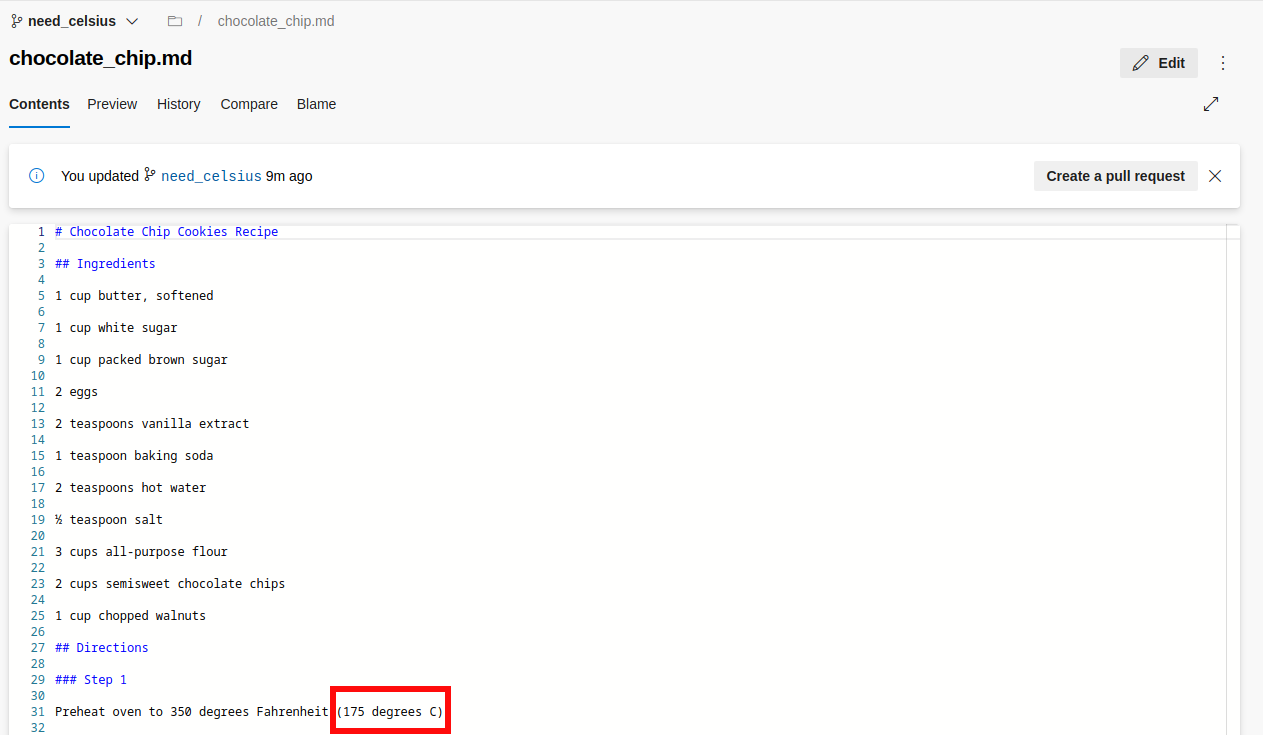 need_celsius / chocolate_chip.md
chocolate_chip.md
Edit
Contents Preview History Compare Blame
You updated need_celsius 9m ago
Create a pull request
1 # Chocolate Chip Cookies Recipe
2
3 ## Ingredients
4
5 1 cup butter, softened
6
7 1 cup white sugar
8
9 1 cup packed brown sugar
10
11 2 eggs
12
13 2 teaspoons vanilla extract
14
15 1 teaspoon baking soda
16
17 2 teaspoons hot water
18
19 ½ teaspoon salt
20
21 3 cups all-purpose flour
22
23 2 cups semisweet chocolate chips
24
25 1 cup chopped walnuts
26
27 ## Directions
28
29 ### Step 1
30
31 Preheat oven to 350 degrees Fahrenheit (175 degrees C)
32